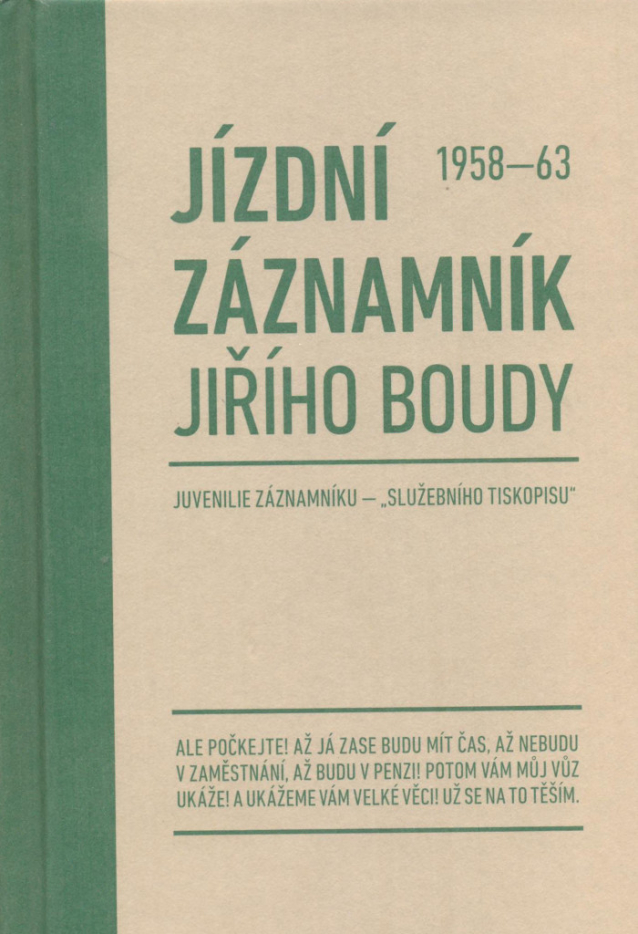 JÍZDNÍ 1958—63
ZÁZNAMNÍK
JIŘÍHO BOUDY
JUVENILIE ZÁZNAMNÍKU — „SLUŽEBNÍHO TISKOPISU“
ALE POČKEJTE! AŽ JÁ ZASE BUDU MÍT ČAS, AŽ NEBUDU
V ZAMĚSTNÁNÍ, AŽ BUDU V PENZI! POTOM VÁM MŮJ VŮZ
UKÁŽE! A UKÁŽEME VÁM VELKÉ VĚCI! UŽ SE NA TO TĚŠÍM.